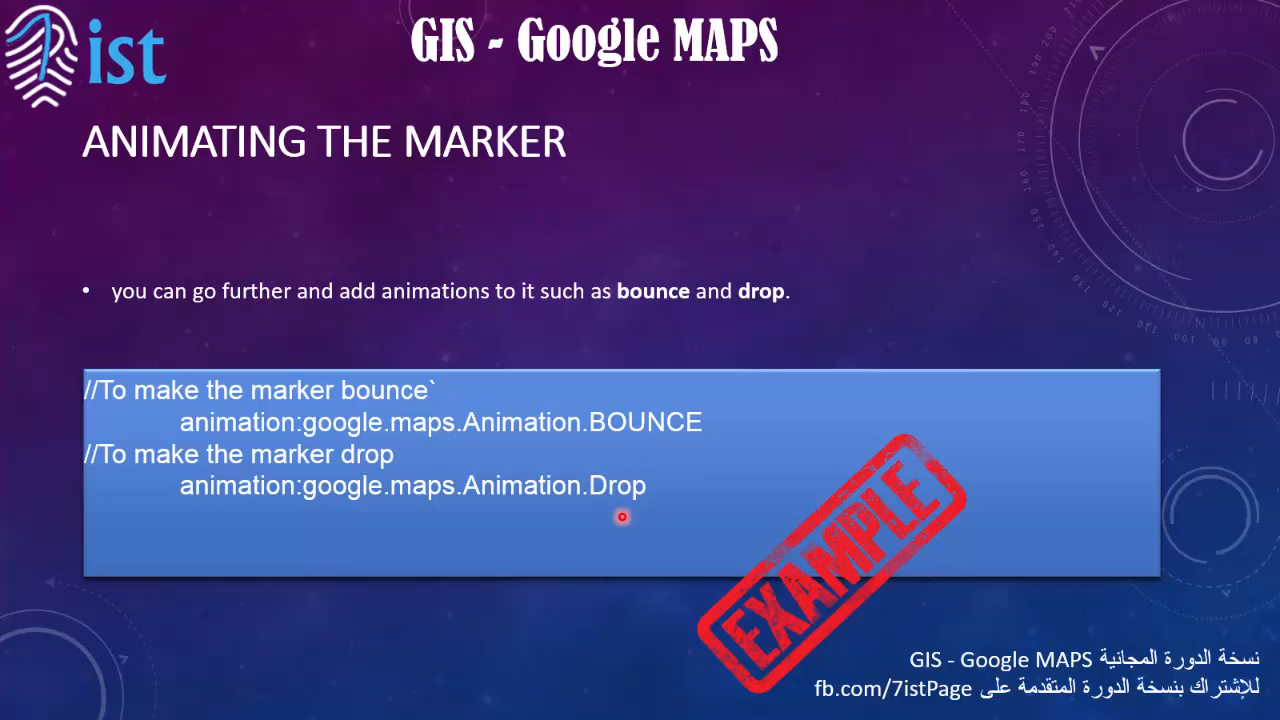 7ist
GIS - Google MAPS
ANIMATING THE MARKER
• you can go further and add animations to it such as bounce and drop.
//To make the marker bounce`
animation:google.maps.Animation.BOUNCE
//To make the marker drop
animation:google.maps.Animation.Drop
EXAMPLE
نسخة الدورة المجانية GIS - Google MAPS
للإشتراك بنسخة الدورة المتقدمة على fb.com/7istPage